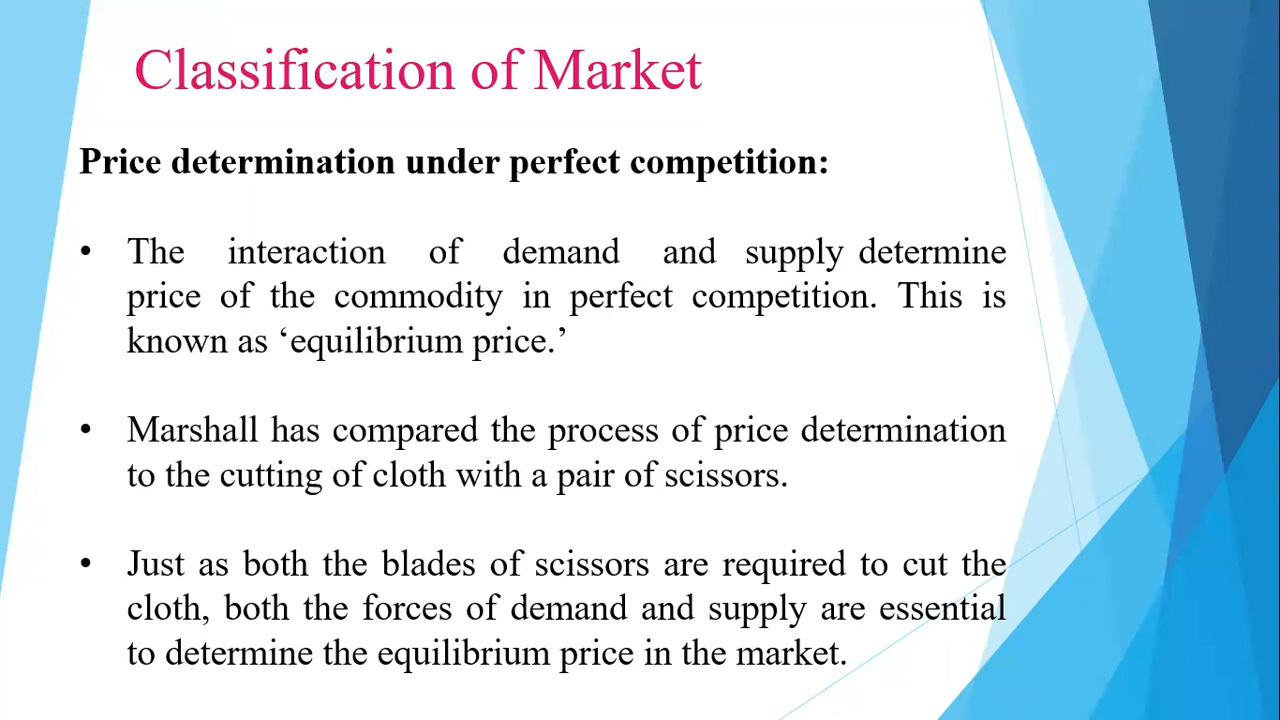 Classification of Market
Price determination under perfect competition:
• The interaction of demand and supply determine
price of the commodity in perfect competition. This is
known as ‘equilibrium price.’
• Marshall has compared the process of price determination
to the cutting of cloth with a pair of scissors.
• Just as both the blades of scissors are required to cut the
cloth, both the forces of demand and supply are essential
to determine the equilibrium price in the market.